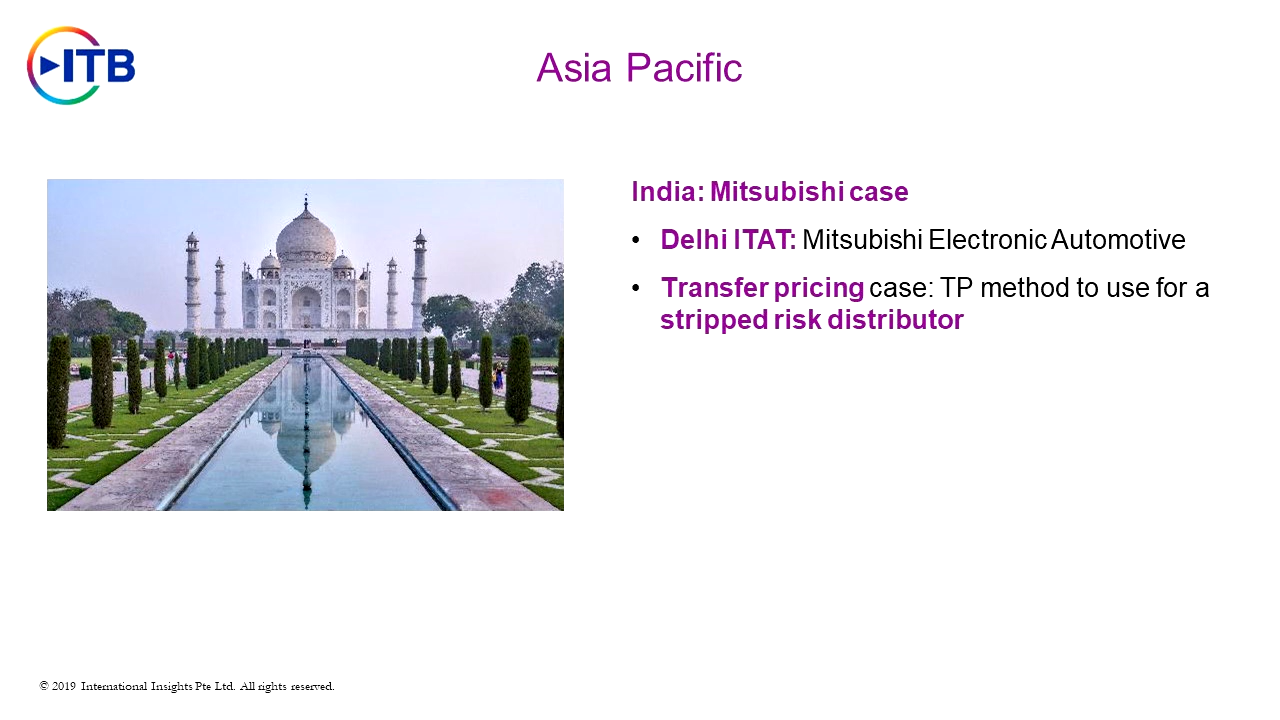 ITB
Asia Pacific
India: Mitsubishi case
• Delhi ITAT: Mitsubishi Electronic Automotive
• Transfer pricing case: TP method to use for a
stripped risk distributor
© 2019 International Insights Pte Ltd. All rights reserved.